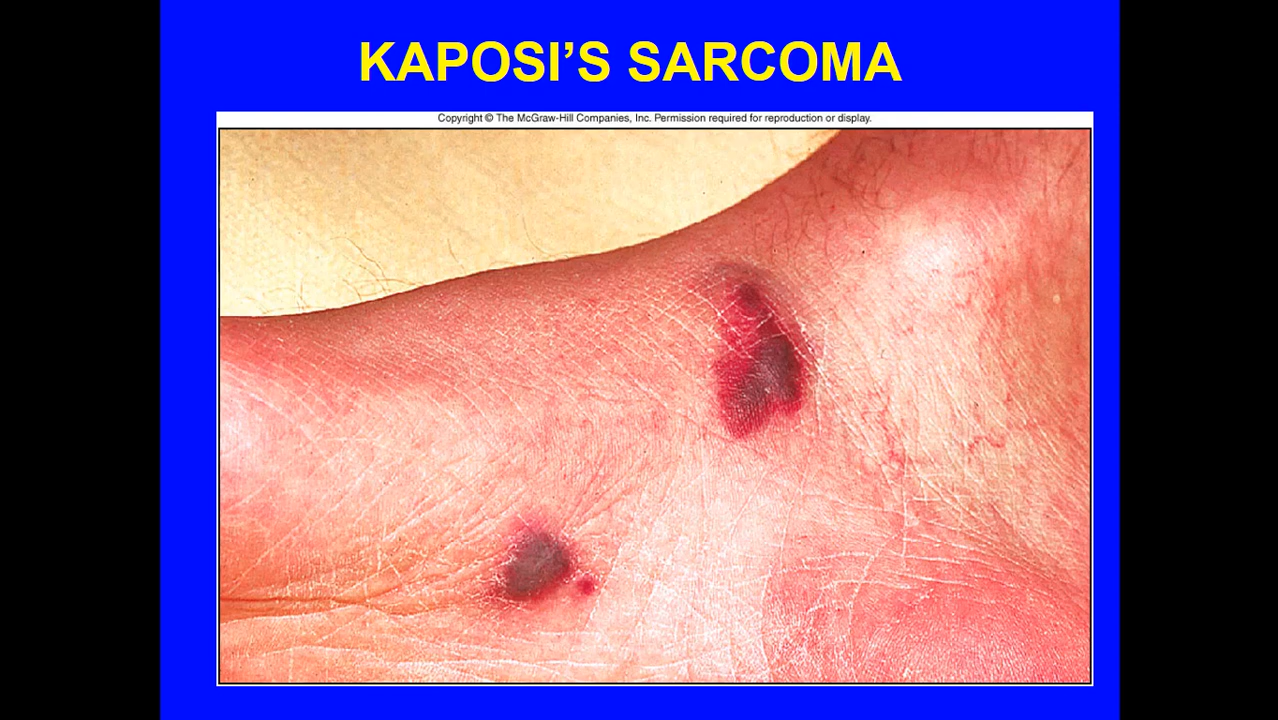 KAPOSI’S SARCOMA
Copyright © The McGraw-Hill Companies, Inc. Permission required for reproduction or display.